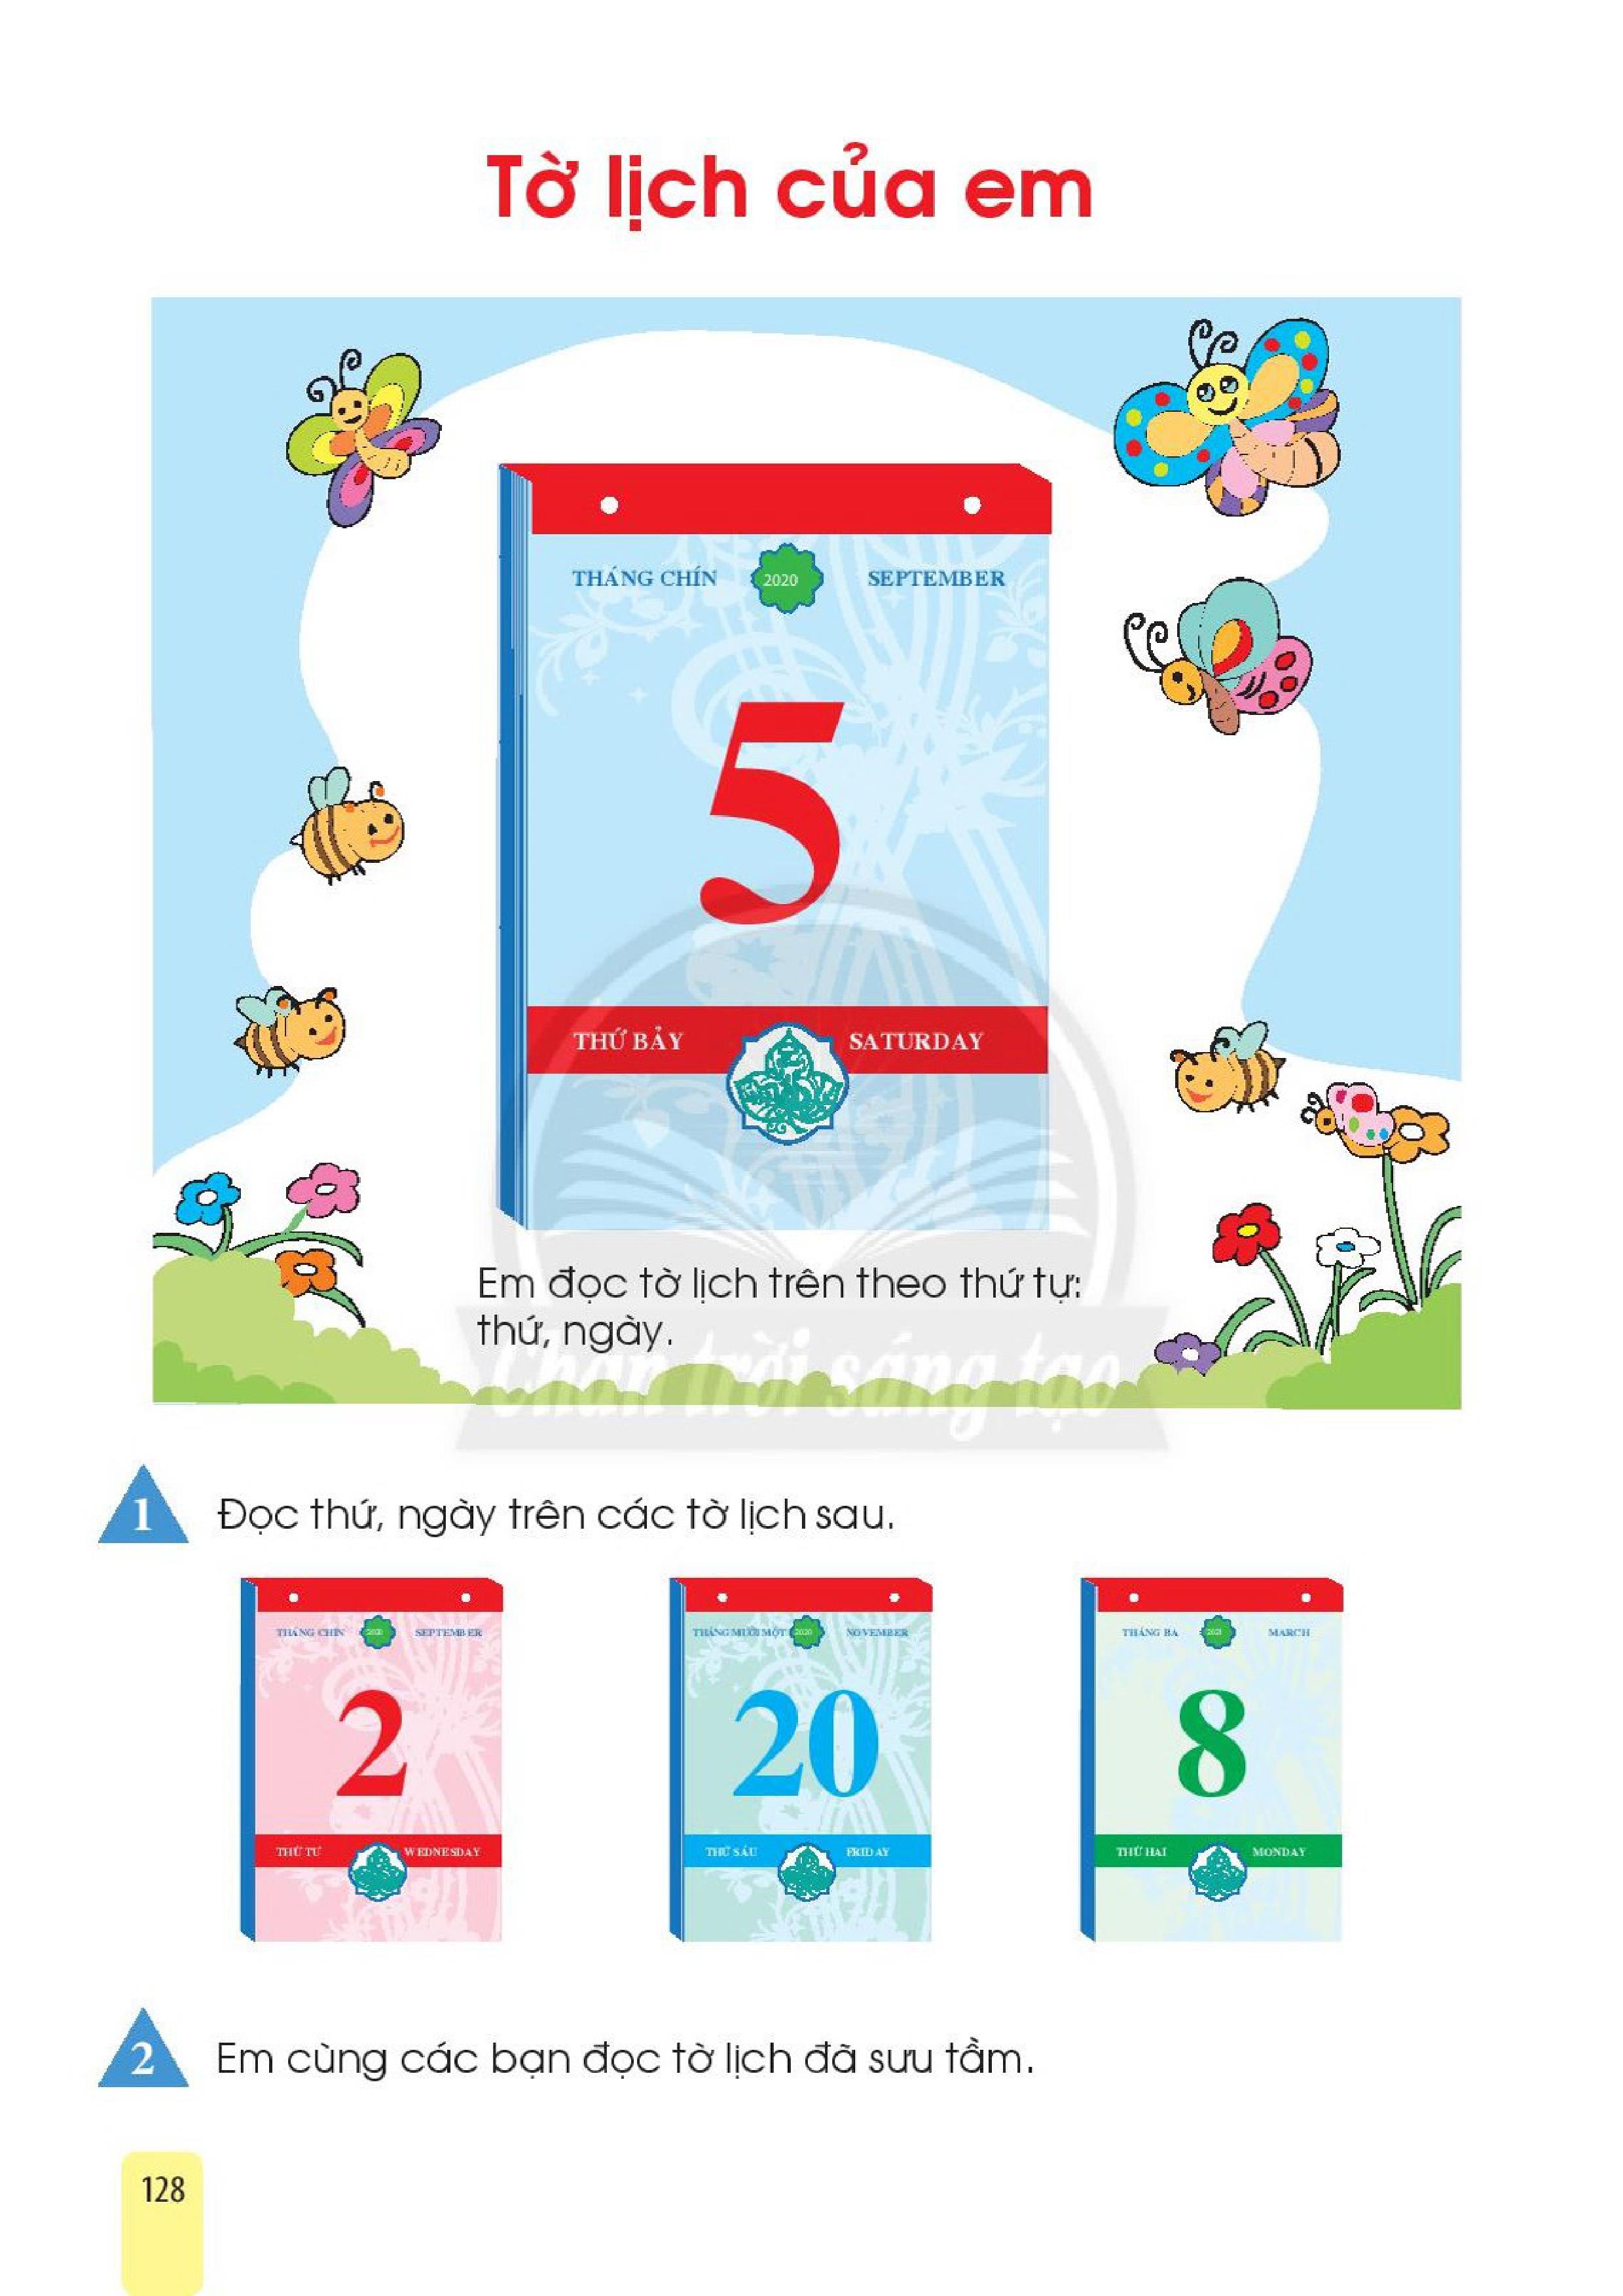 Tờ lịch của em
THÁNG CHÍN 2020 SEPTEMBER
5
THỨ BẢY SATURDAY
Em đọc tờ lịch trên theo thứ tự:
thứ, ngày.
Chân trời sáng tạo
1 Đọc thứ, ngày trên các tờ lịch sau.
THÁNG CHÍN 2020 SEPTEMBER
2
THỨ TƯ WEDNESDAY
THÁNG MƯỜI MỘT 2020 NOVEMBER
20
THỨ SÁU FRIDAY
THÁNG BA 2021 MARCH
8
THỨ HAI MONDAY
2 Em cùng các bạn đọc tờ lịch đã sưu tầm.
128